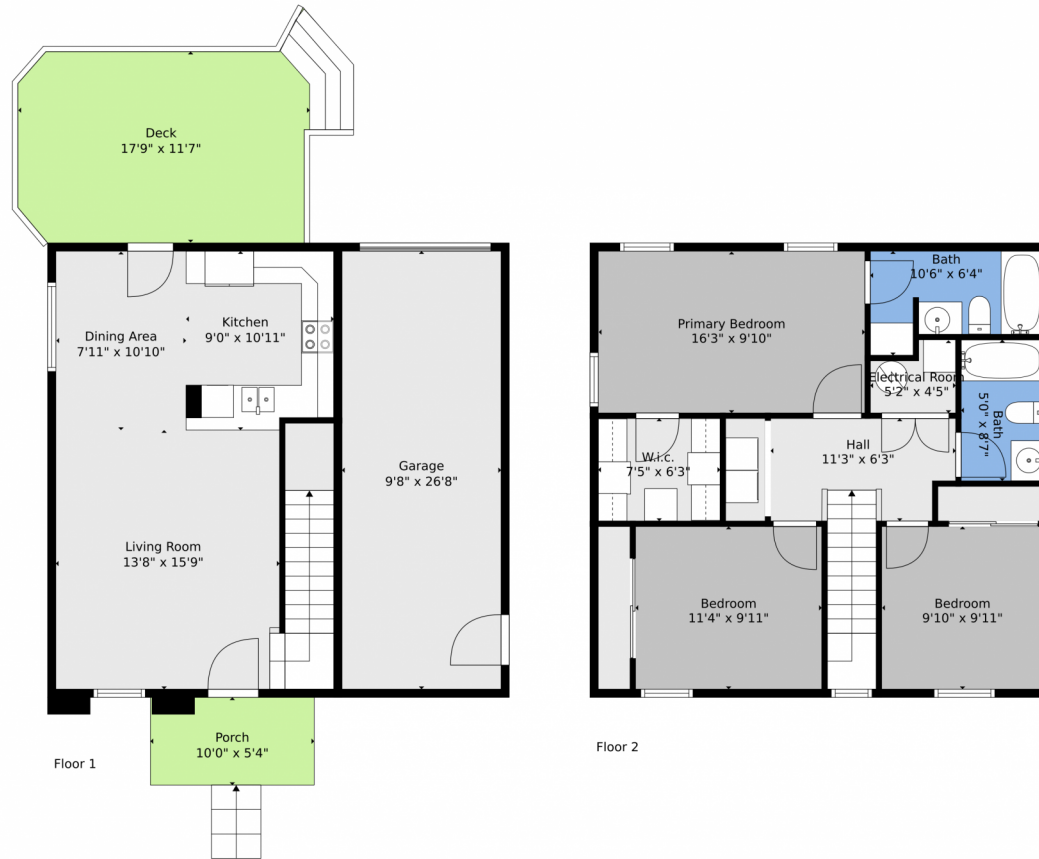 Deck
17'9" x 11'7"
Dining Area
7'11" x 10'10"
Kitchen
9'0" x 10'11"
Garage
9'8" x 26'8"
Living Room
13'8" x 15'9"
Porch
10'0" x 5'4"
Floor 1
Bath
10'6" x 6'4"
Primary Bedroom
16'3" x 9'10"
Electrical Room
5'2" x 4'5"
Bath
5'0" x 8'7"
W.i.c.
7'5" x 6'3"
Hall
11'3" x 6'3"
Bedroom
11'4" x 9'11"
Bedroom
9'10" x 9'11"
Floor 2